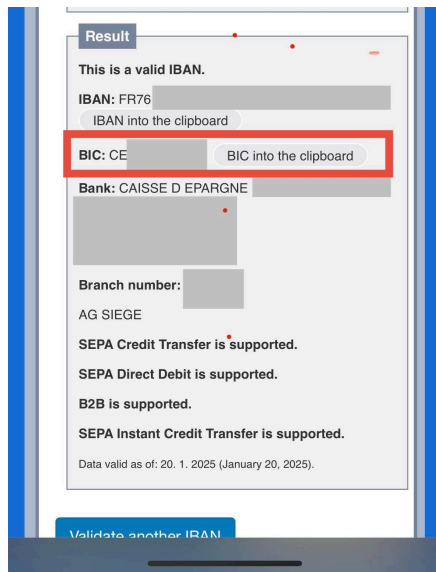 Result
This is a valid IBAN.
IBAN: FR76
IBAN into the clipboard
BIC: CE
BIC into the clipboard
Bank: CAISSE D EPARGNE
Branch number:
AG SIEGE
SEPA Credit Transfer is supported.
SEPA Direct Debit is supported.
B2B is supported.
SEPA Instant Credit Transfer is supported.
Data valid as of: 20. 1. 2025 (January 20, 2025).
Validate another IBAN